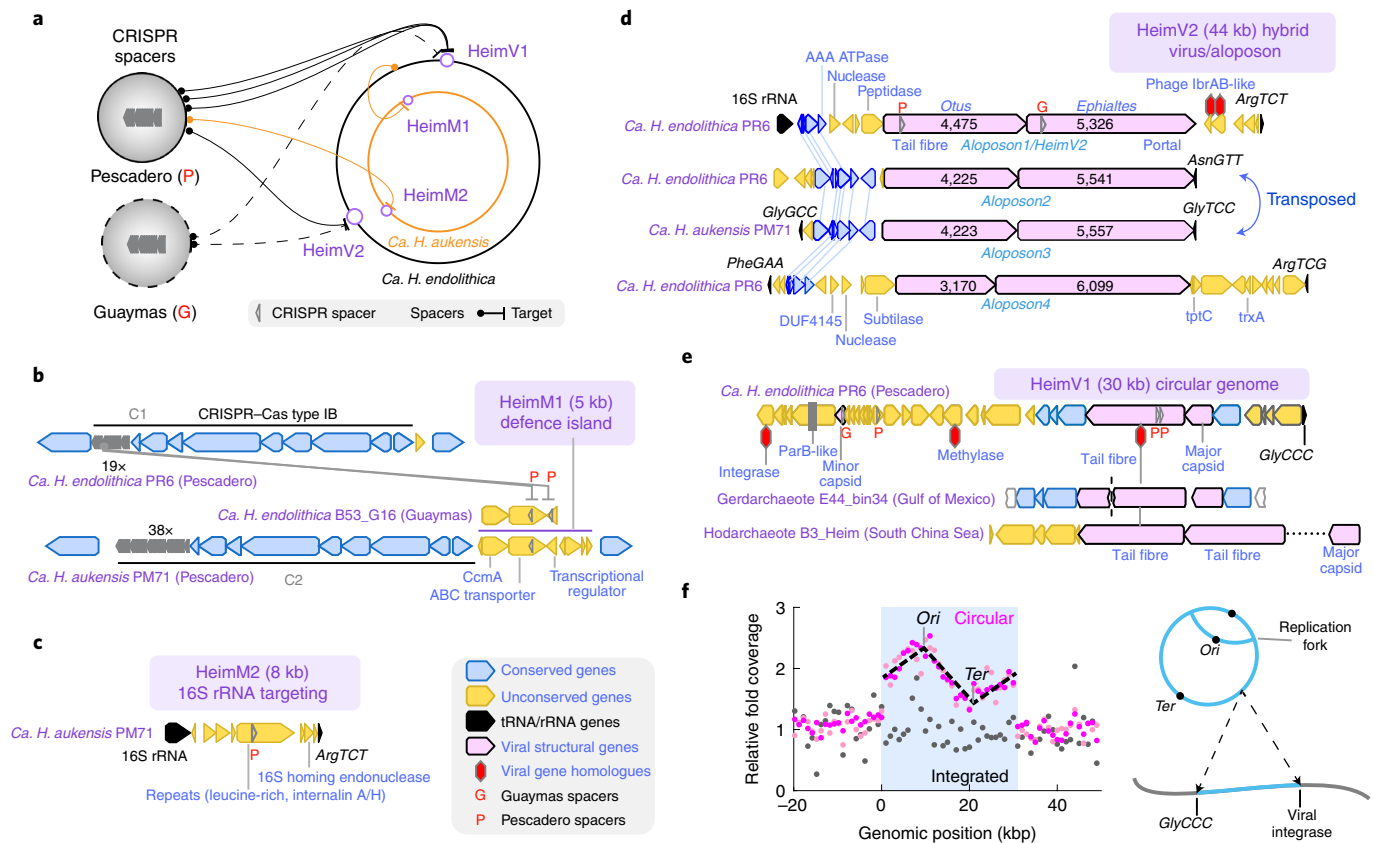 a
CRISPR
spacers
HeimV1
HeimM1
HeimM2
Pescadero (P)
HeimV2
Ca. H. aukensis
Ca. H. endolithica
Guaymas (G)
CRISPR spacer
Spacers
Target
b
C1
CRISPR–Cas type IB
HeimM1 (5 kb)
defence island
19×
Ca. H. endolithica PR6 (Pescadero)
P P
Ca. H. endolithica B53_G16 (Guaymas)
38×
Ca. H. aukensis PM71 (Pescadero)
C2
CcmA
ABC transporter
Transcriptional
regulator
c
HeimM2 (8 kb)
16S rRNA targeting
Ca. H. aukensis PM71
16S rRNA
P
ArgTCT
16S homing endonuclease
Repeats (leucine-rich, internalin A/H)
Conserved genes
Unconserved genes
tRNA/rRNA genes
Viral structural genes
Viral gene homologues
G Guaymas spacers
P Pescadero spacers
d
HeimV2 (44 kb) hybrid
virus/aloposon
AAA ATPase
Nuclease
Peptidase
Phage IbrAB-like
16S rRNA
P
Otus
G
Ephialtes
ArgTCT
Ca. H. endolithica PR6
4,475
5,326
Tail fibre
Aloposon1/HeimV2
Portal
AsnGTT
Ca. H. endolithica PR6
4,225
5,541
Aloposon2
Transposed
GlyGCC
GlyTCC
Ca. H. aukensis PM71
4,223
5,557
Aloposon3
PheGAA
ArgTCG
Ca. H. endolithica PR6
3,170
6,099
Aloposon4
DUF4145
Nuclease
Subtilase
tptC
trxA
e
Ca. H. endolithica PR6 (Pescadero)
HeimV1 (30 kb) circular genome
G
P
PP
Integrase
ParB-like
Minor
capsid
Methylase
Tail fibre
Major
capsid
GlyCCC
Gerdarchaeote E44_bin34 (Gulf of Mexico)
Hodarchaeote B3_Heim (South China Sea)
Tail fibre
Tail fibre
Major
capsid
f
Relative fold coverage
3
2
1
0
Ori
Circular
Ter
Integrated
–20
0
20
40
Genomic position (kbp)
Replication
fork
Ori
Ter
GlyCCC
Viral
integrase